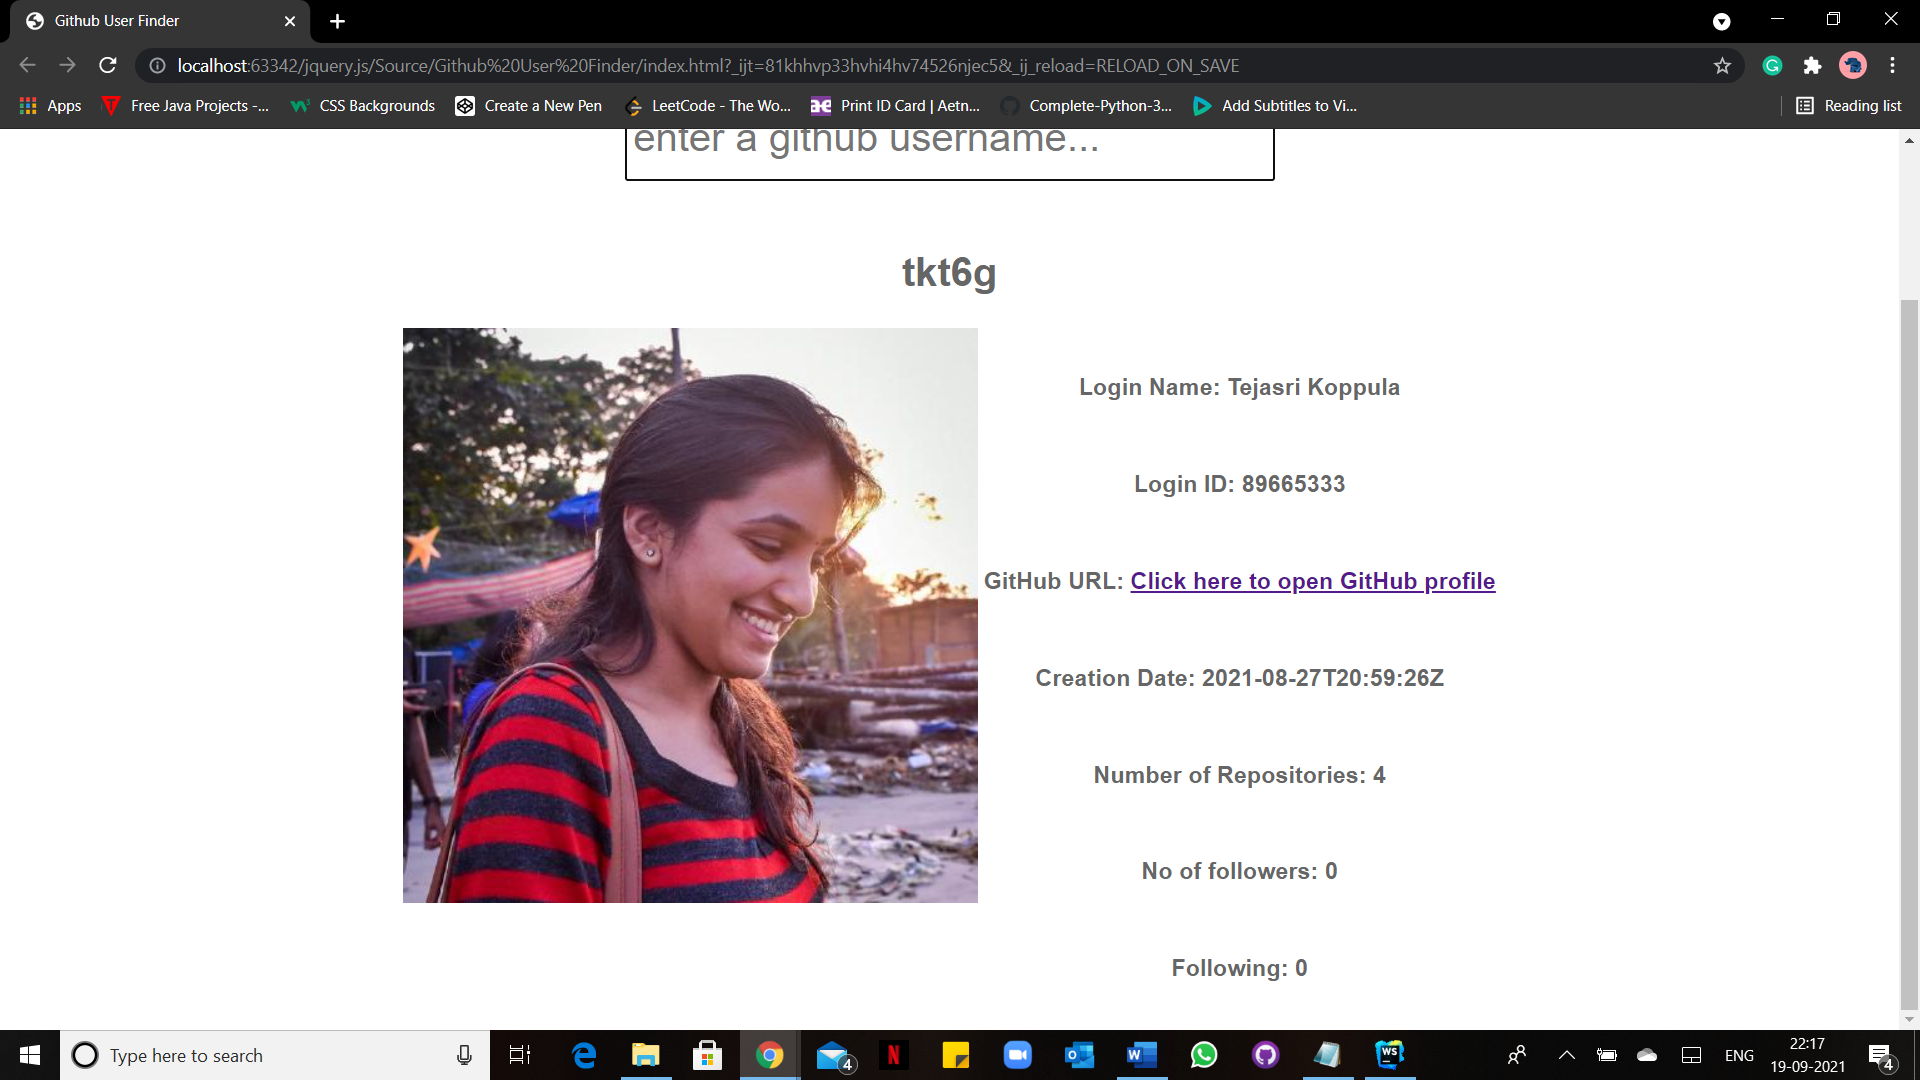 Github User Finder
localhost:63342/jquery.js/Source/Github%20User%20Finder/index.html?_ijt=81khhvp33hvhi4hv74526njec5&_ij_reload=RELOAD_ON_SAVE
Apps Free Java Projects -... CSS Backgrounds Create a New Pen LeetCode - The Wo... Print ID Card | Aetn... Complete-Python-3... Add Subtitles to Vi... Reading list
enter a github username...
tkt6g
Login Name: Tejasri Koppula
Login ID: 89665333
GitHub URL: Click here to open GitHub profile
Creation Date: 2021-08-27T20:59:26Z
Number of Repositories: 4
No of followers: 0
Following: 0
Type here to search 4 ENG 22:17
19-09-2021 4